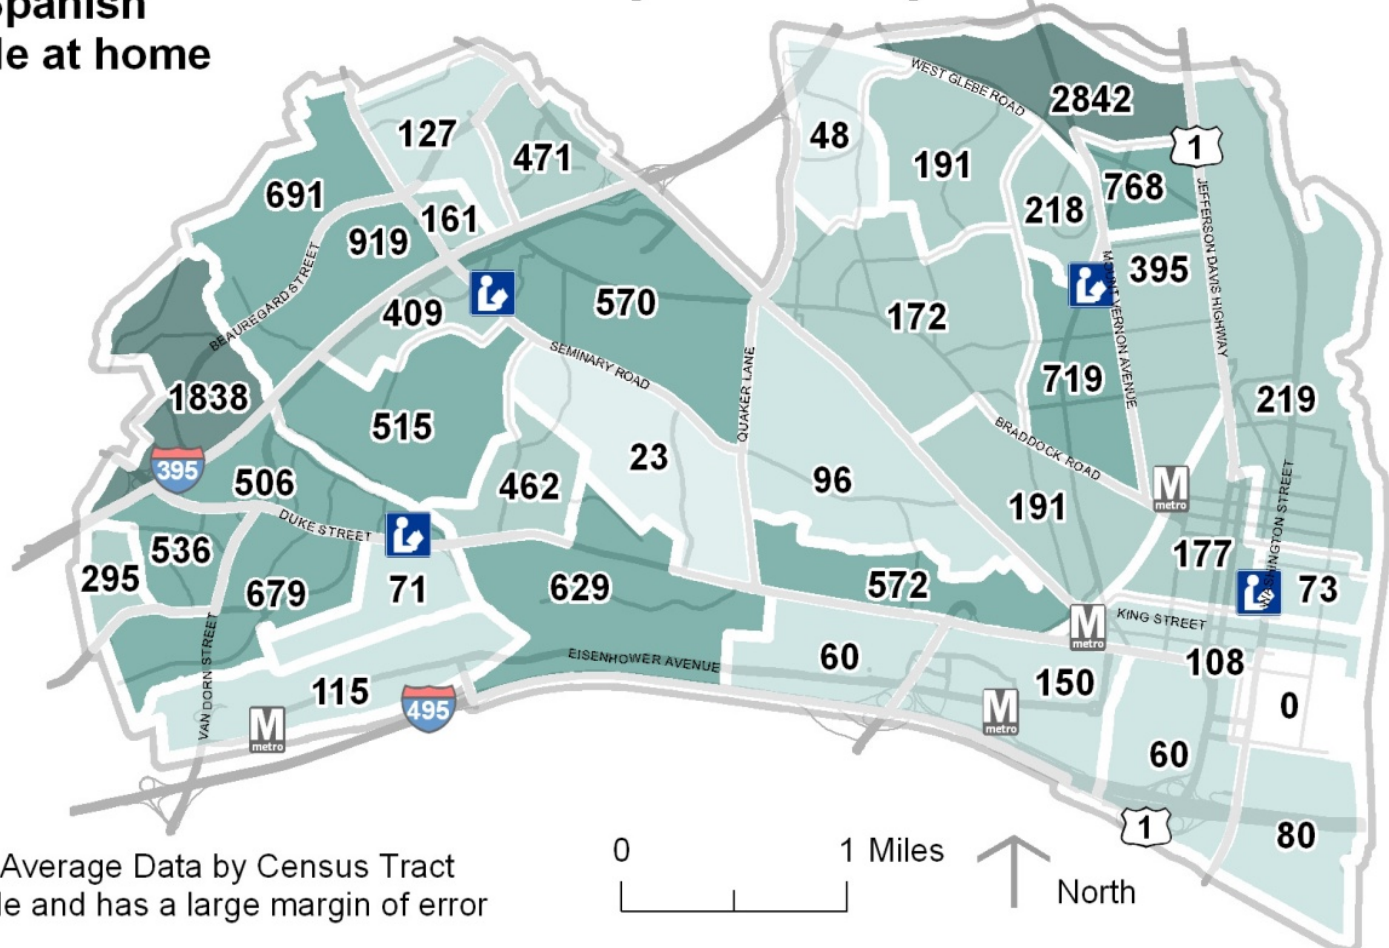 Spanish
le at home
WEST GLEBE ROAD
2842
127
48
1
471
191
768
691
218
161
919
395
JEFFERSON DAVIS HIGHWAY
570
409
172
BEAUREGARD STREET
MOUNT VERNON AVENUE
SEMINARY ROAD
719
1838
QUAKER LANE
219
515
BRADDOCK ROAD
23
395
96
462
506
M
metro
191
WASHINGTON STREET
DUKE STREET
536
177
295
679
71
629
572
73
KING STREET
M
metro
EISENHOWER AVENUE
60
108
VAN DORN STREET
115
150
495
0
M
metro
M
metro
60
1
80
0
1 Miles
Average Data by Census Tract
North
le and has a large margin of error